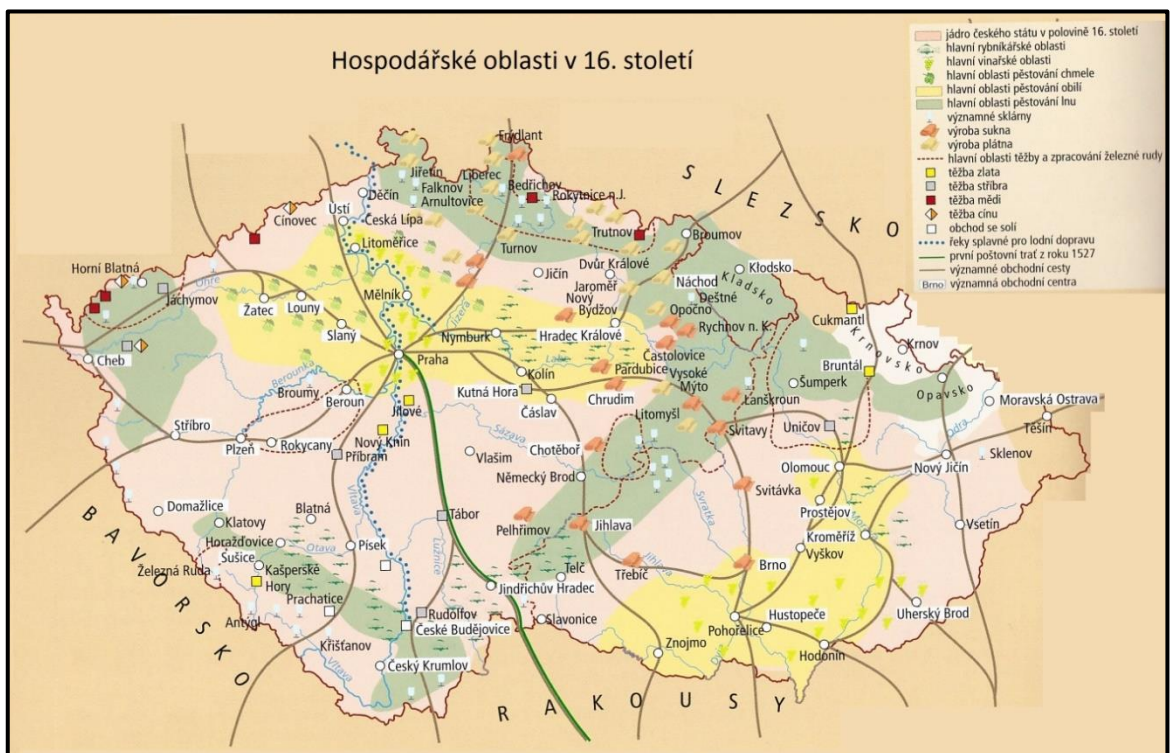 Hospodářské oblasti v 16. století
jádro českého státu v polovině 16. století
hlavní rybníkářské oblasti
hlavní vinařské oblasti
hlavní oblasti pěstování chmele
hlavní oblasti pěstování obilí
hlavní oblasti pěstování lnu
významné sklárny
výroba sukna
výroba plátna
hlavní oblasti těžby a zpracování železné rudy
těžba zlata
těžba stříbra
těžba mědi
těžba cínu
obchod se solí
řeky splavné pro lodní dopravu
první poštovní trať z roku 1527
významné obchodní cesty
Brno významná obchodní centra
SLEZSKO
Frýdlant
Jiřetín
Liberec
Falknov
Arnultovice
Bedřichov
Rokytnice n.J.
Děčín
Cínovec
Ústí
Česká Lípa
Litoměřice
Turnov
Trutnov
Broumov
Horní Blatná
Jáchymov
Ohře
Jičín
Dvůr Králové
Jaroměř
Náchod
Kłodsko
Kladsko
Deštné
Mělník
Jizera
Nový
Bydžov
Opočno
Žatec
Louny
Slaný
Nymburk
Hradec Králové
Rychnov n. K.
Cukmantl
Krnovsko
Krnov
Cheb
Praha
Labe
Častolovice
Pardubice
Vysoké
Mýto
Bruntál
Šumperk
Opavsko
Berounka
Broumy
Beroun
Kolín
Kutná Hora
Čáslav
Chrudim
Litomyšl
Lanškroun
Moravská Ostrava
Těšín
Odra
Stříbro
Plzeň
Rokycany
Jílové
Nový Knín
Příbram
Sázava
Vlašim
Chotěboř
Svitavy
Uničov
Olomouc
Nový Jičín
Sklenov
Německý Brod
Svitávka
Prostějov
Domažlice
Klatovy
Blatná
Vltava
Tábor
Pelhřimov
Jihlava
Svratka
Kroměříž
Vyškov
Vsetín
Horažďovice
Otava
Písek
Lužnice
Železná Ruda
Sušice
Kašperské
Hory
Telč
Třebíč
Jihlava
Brno
Prachatice
Jindřichův Hradec
Antýgl
Rudolfov
České Budějovice
Slavonice
Pohořelice
Hustopeče
Uherský Brod
Křišťanov
Vltava
Český Krumlov
Znojmo
Hodonín
BAVORSKO
RAKOUSY